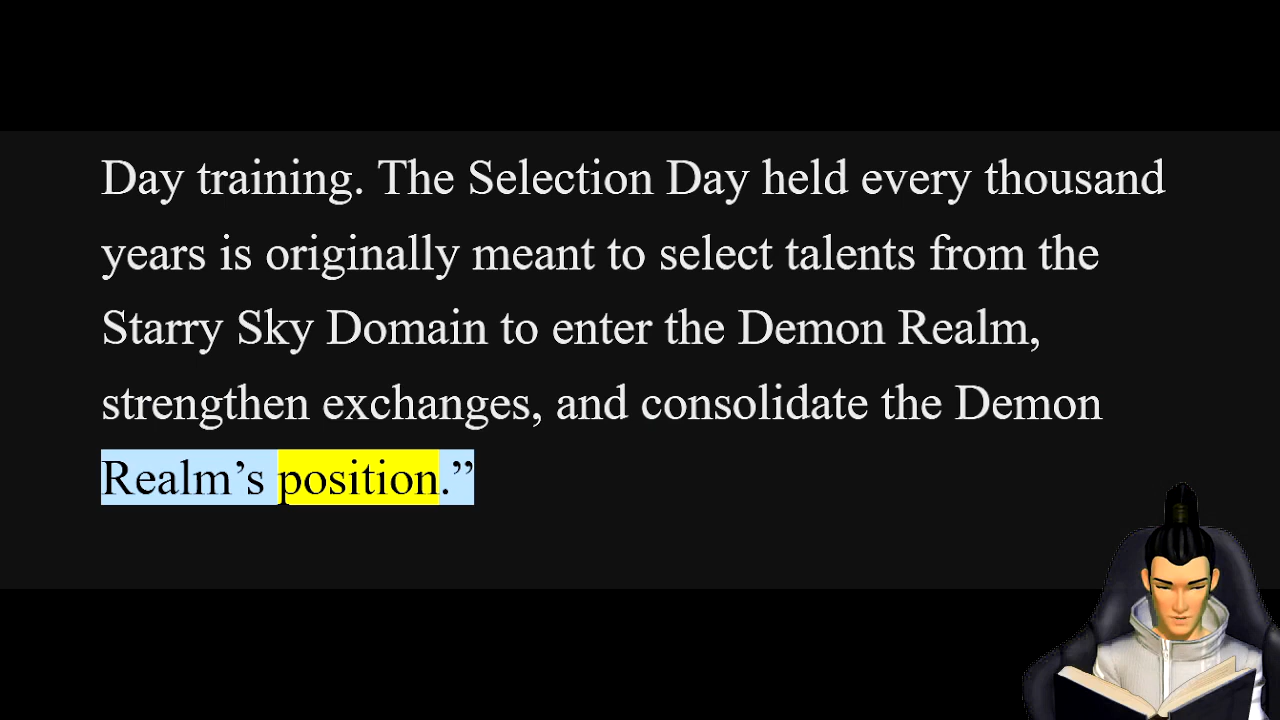 Day training. The Selection Day held every thousand
years is originally meant to select talents from the
Starry Sky Domain to enter the Demon Realm,
strengthen exchanges, and consolidate the Demon
Realm’s position.”